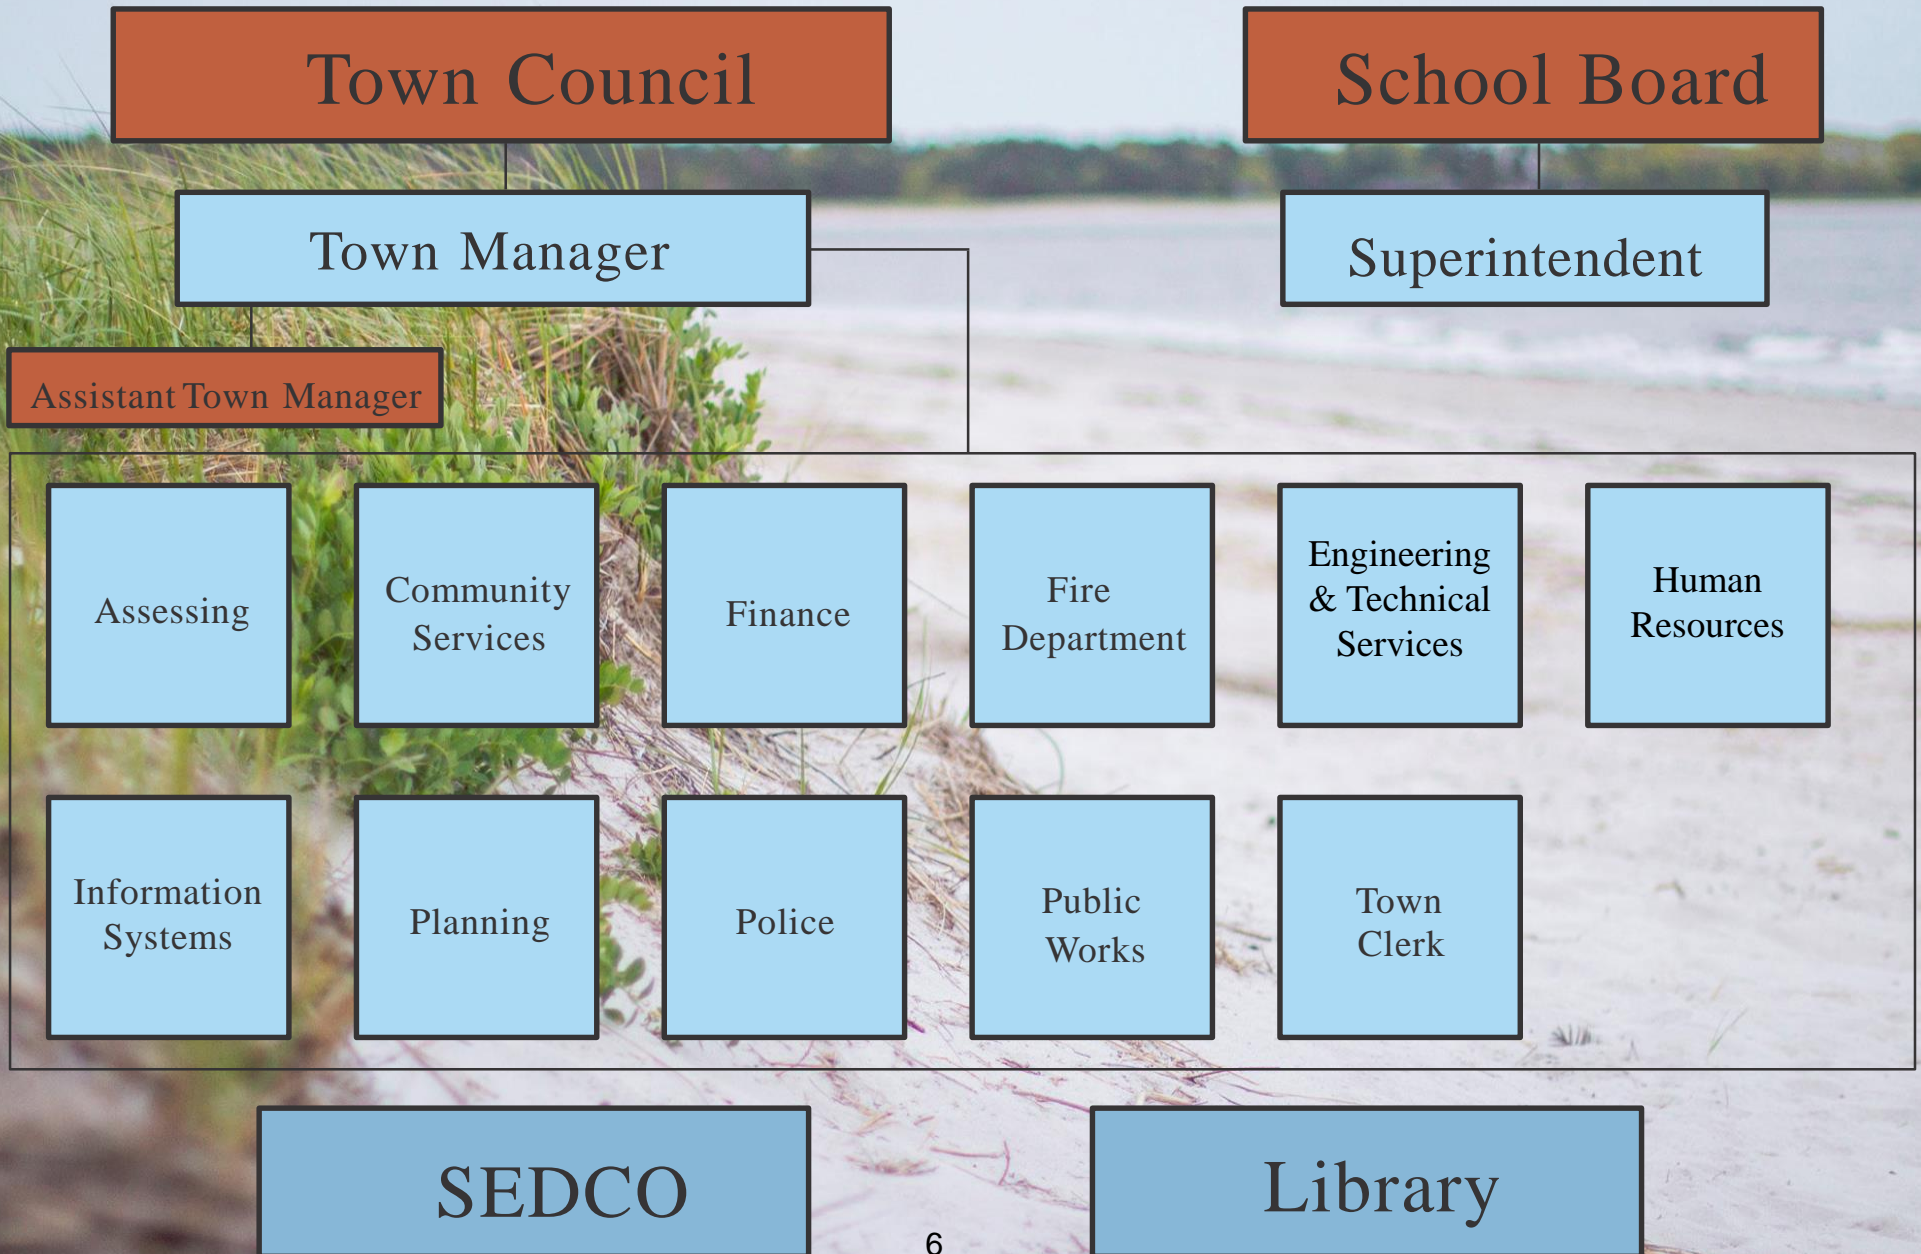 Town Council
School Board
Town Manager
Superintendent
Assistant Town Manager
Assessing
Community
Services
Finance
Fire
Department
Engineering
& Technical
Services
Human
Resources
Information
Systems
Planning
Police
Public
Works
Town
Clerk
SEDCO
Library
6